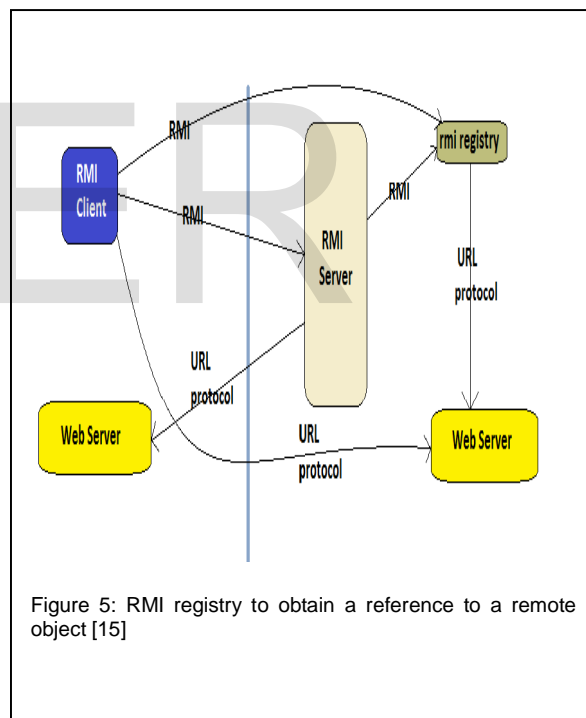 ER
RMI
rmi registry
RMI
Client
RMI
RMI
RMI
Server
URL
protocol
URL
protocol
Web Server
URL
protocol
Web Server
Figure 5: RMI registry to obtain a reference to a remote
object [15]